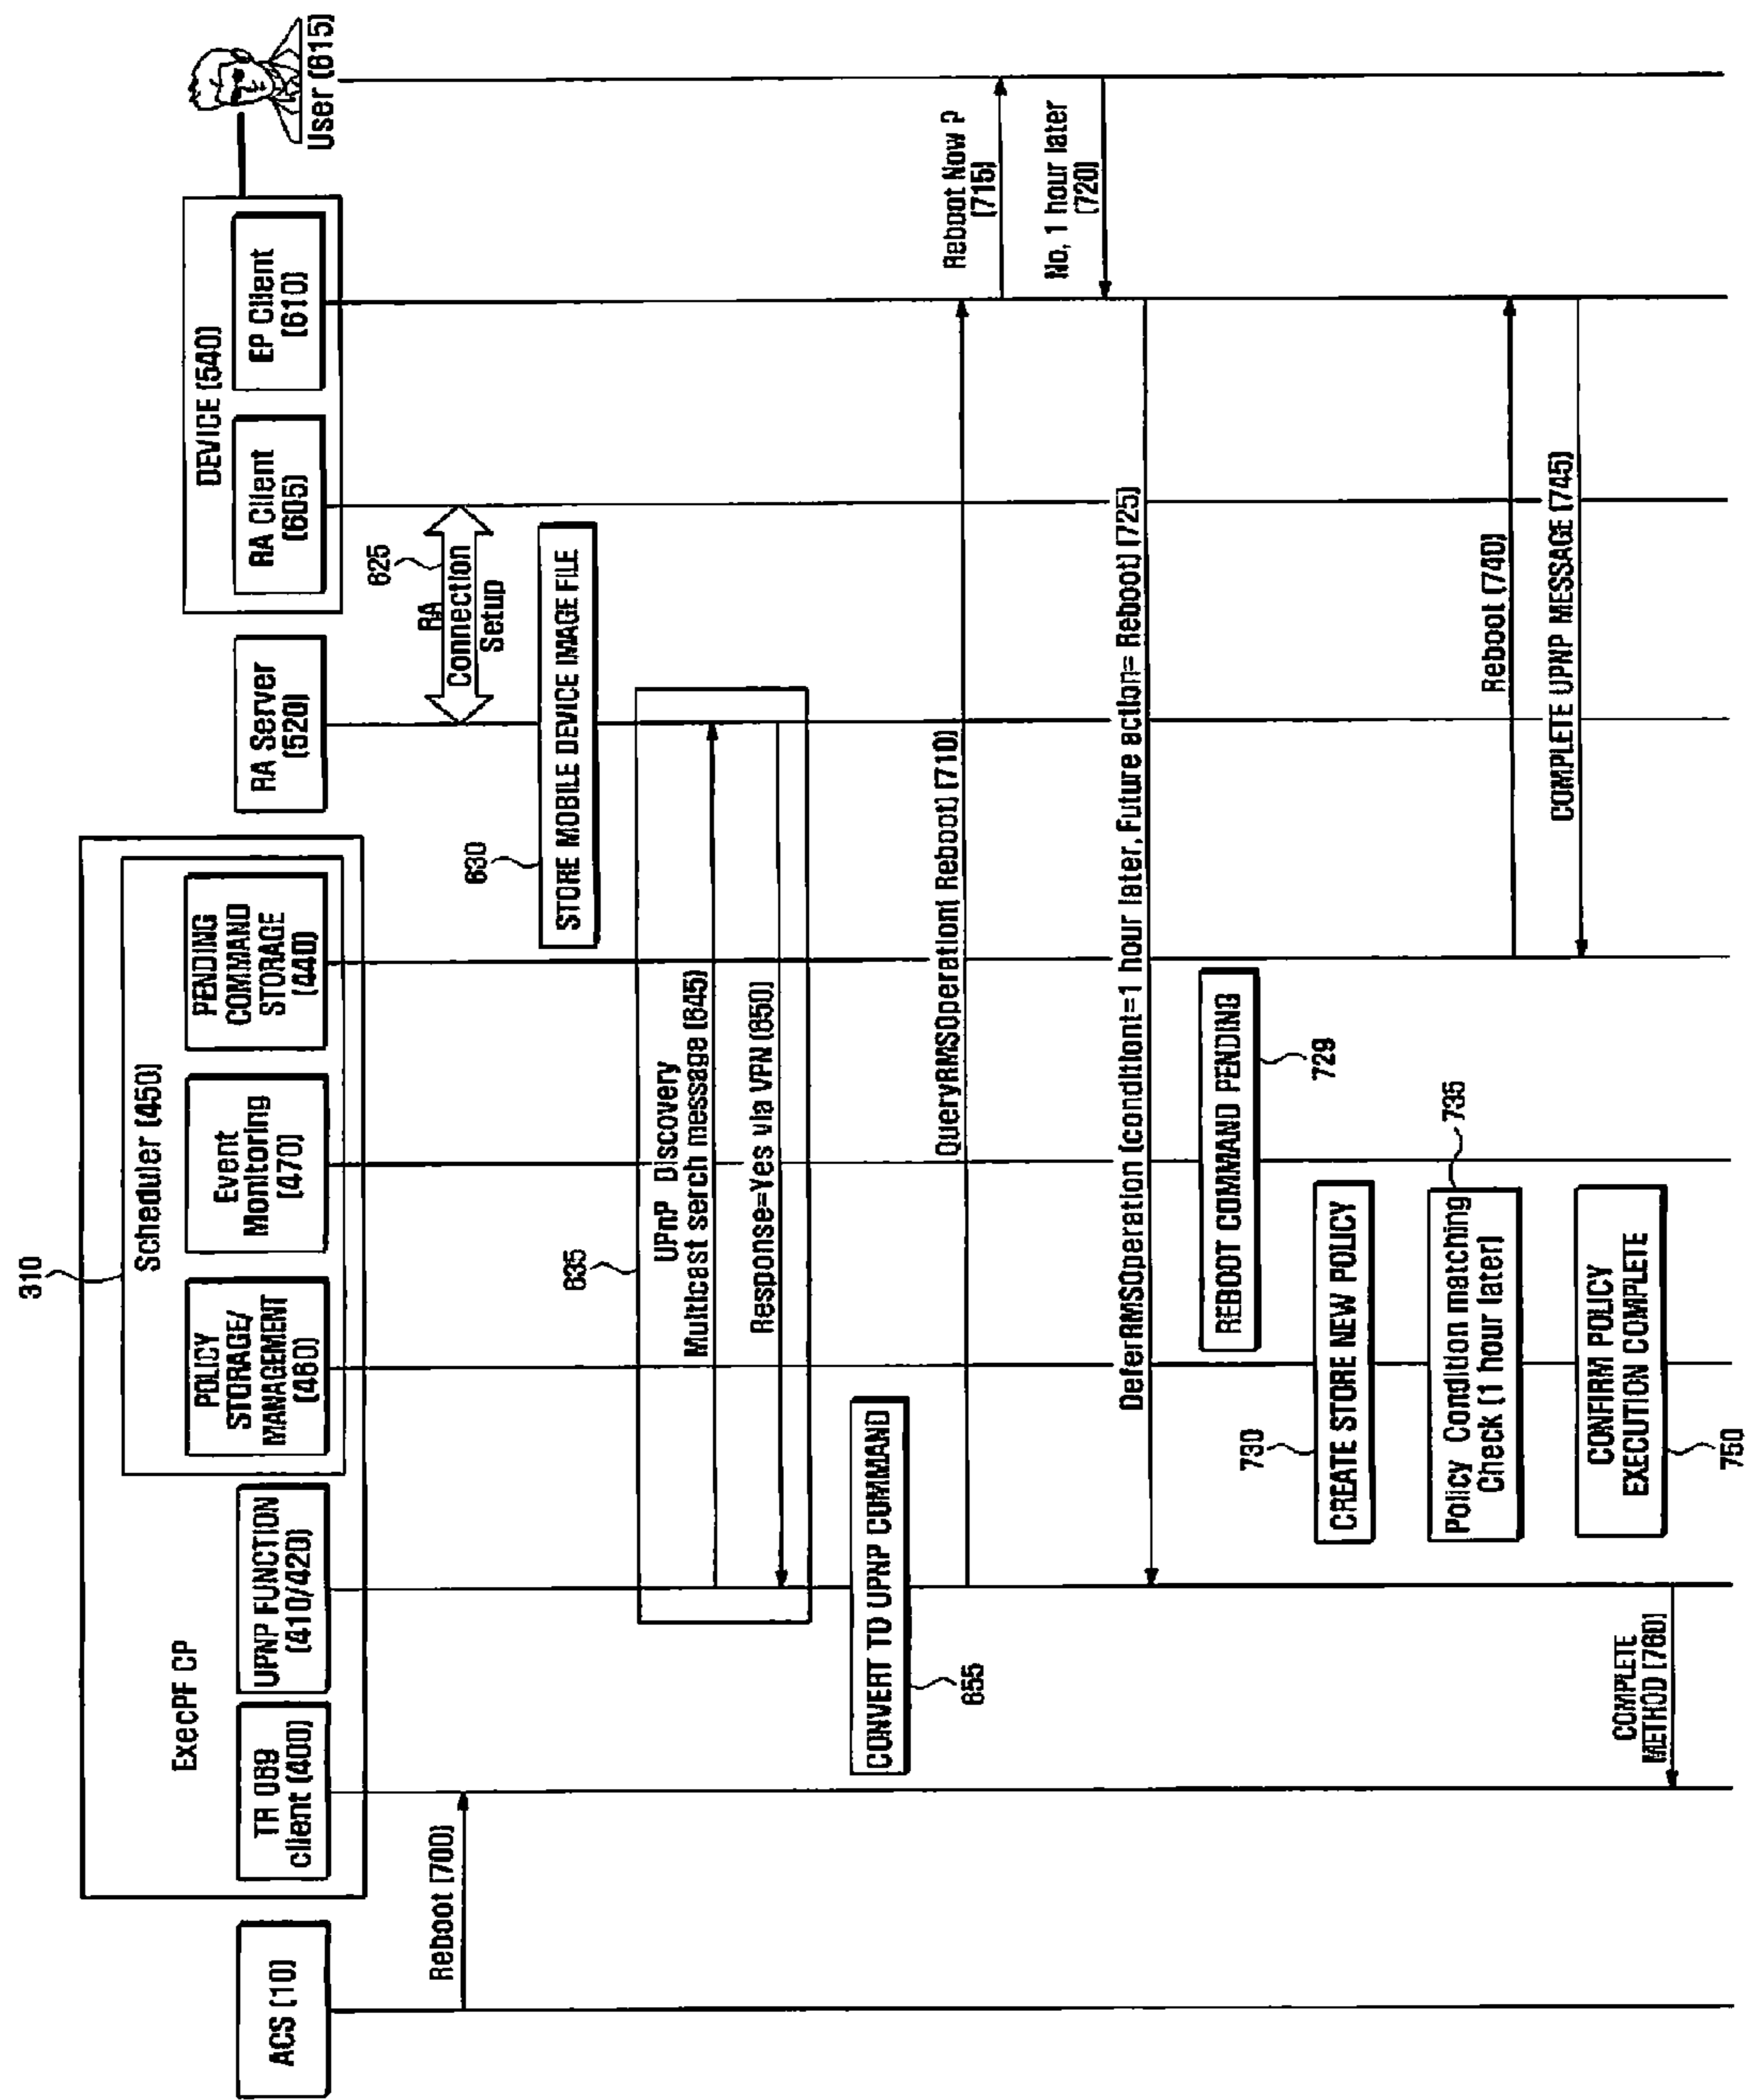 310
ExecPF CP
Scheduler (450)
DEVICE (540)
ACS (10)
TR 069
client (400)
UPNP FUNCTION
(410/420)
POLICY
STORAGE/
MANAGEMENT
(460)
Event
Monitoring
(470)
PENDING
COMMAND
STORAGE
(440)
RA Server
(520)
RA Client
(605)
EP Client
(610)
User (615)
Reboot (700)
625
RA
Connection
Setup
630
STORE MOBILE DEVICE IMAGE FILE
635
UPnP Discovery
Multicast serch message (645)
Response=Yes via VPN (650)
CONVERT TO UPNP COMMAND
655
QueryRMSOperation( Reboot) (710)
Reboot Now ?
(715)
No, 1 hour later
(720)
DeferRMSOperation (conditiont=1 hour later, Future action= Reboot) (725)
REBOOT COMMAND PENDING
729
730
CREATE STORE NEW POLICY
735
Policy Condition matching
Check (1 hour later)
Reboot (740)
COMPLETE UPNP MESSAGE (745)
CONFIRM POLICY
EXECUTION COMPLETE
750
COMPLETE
METHOD (760)